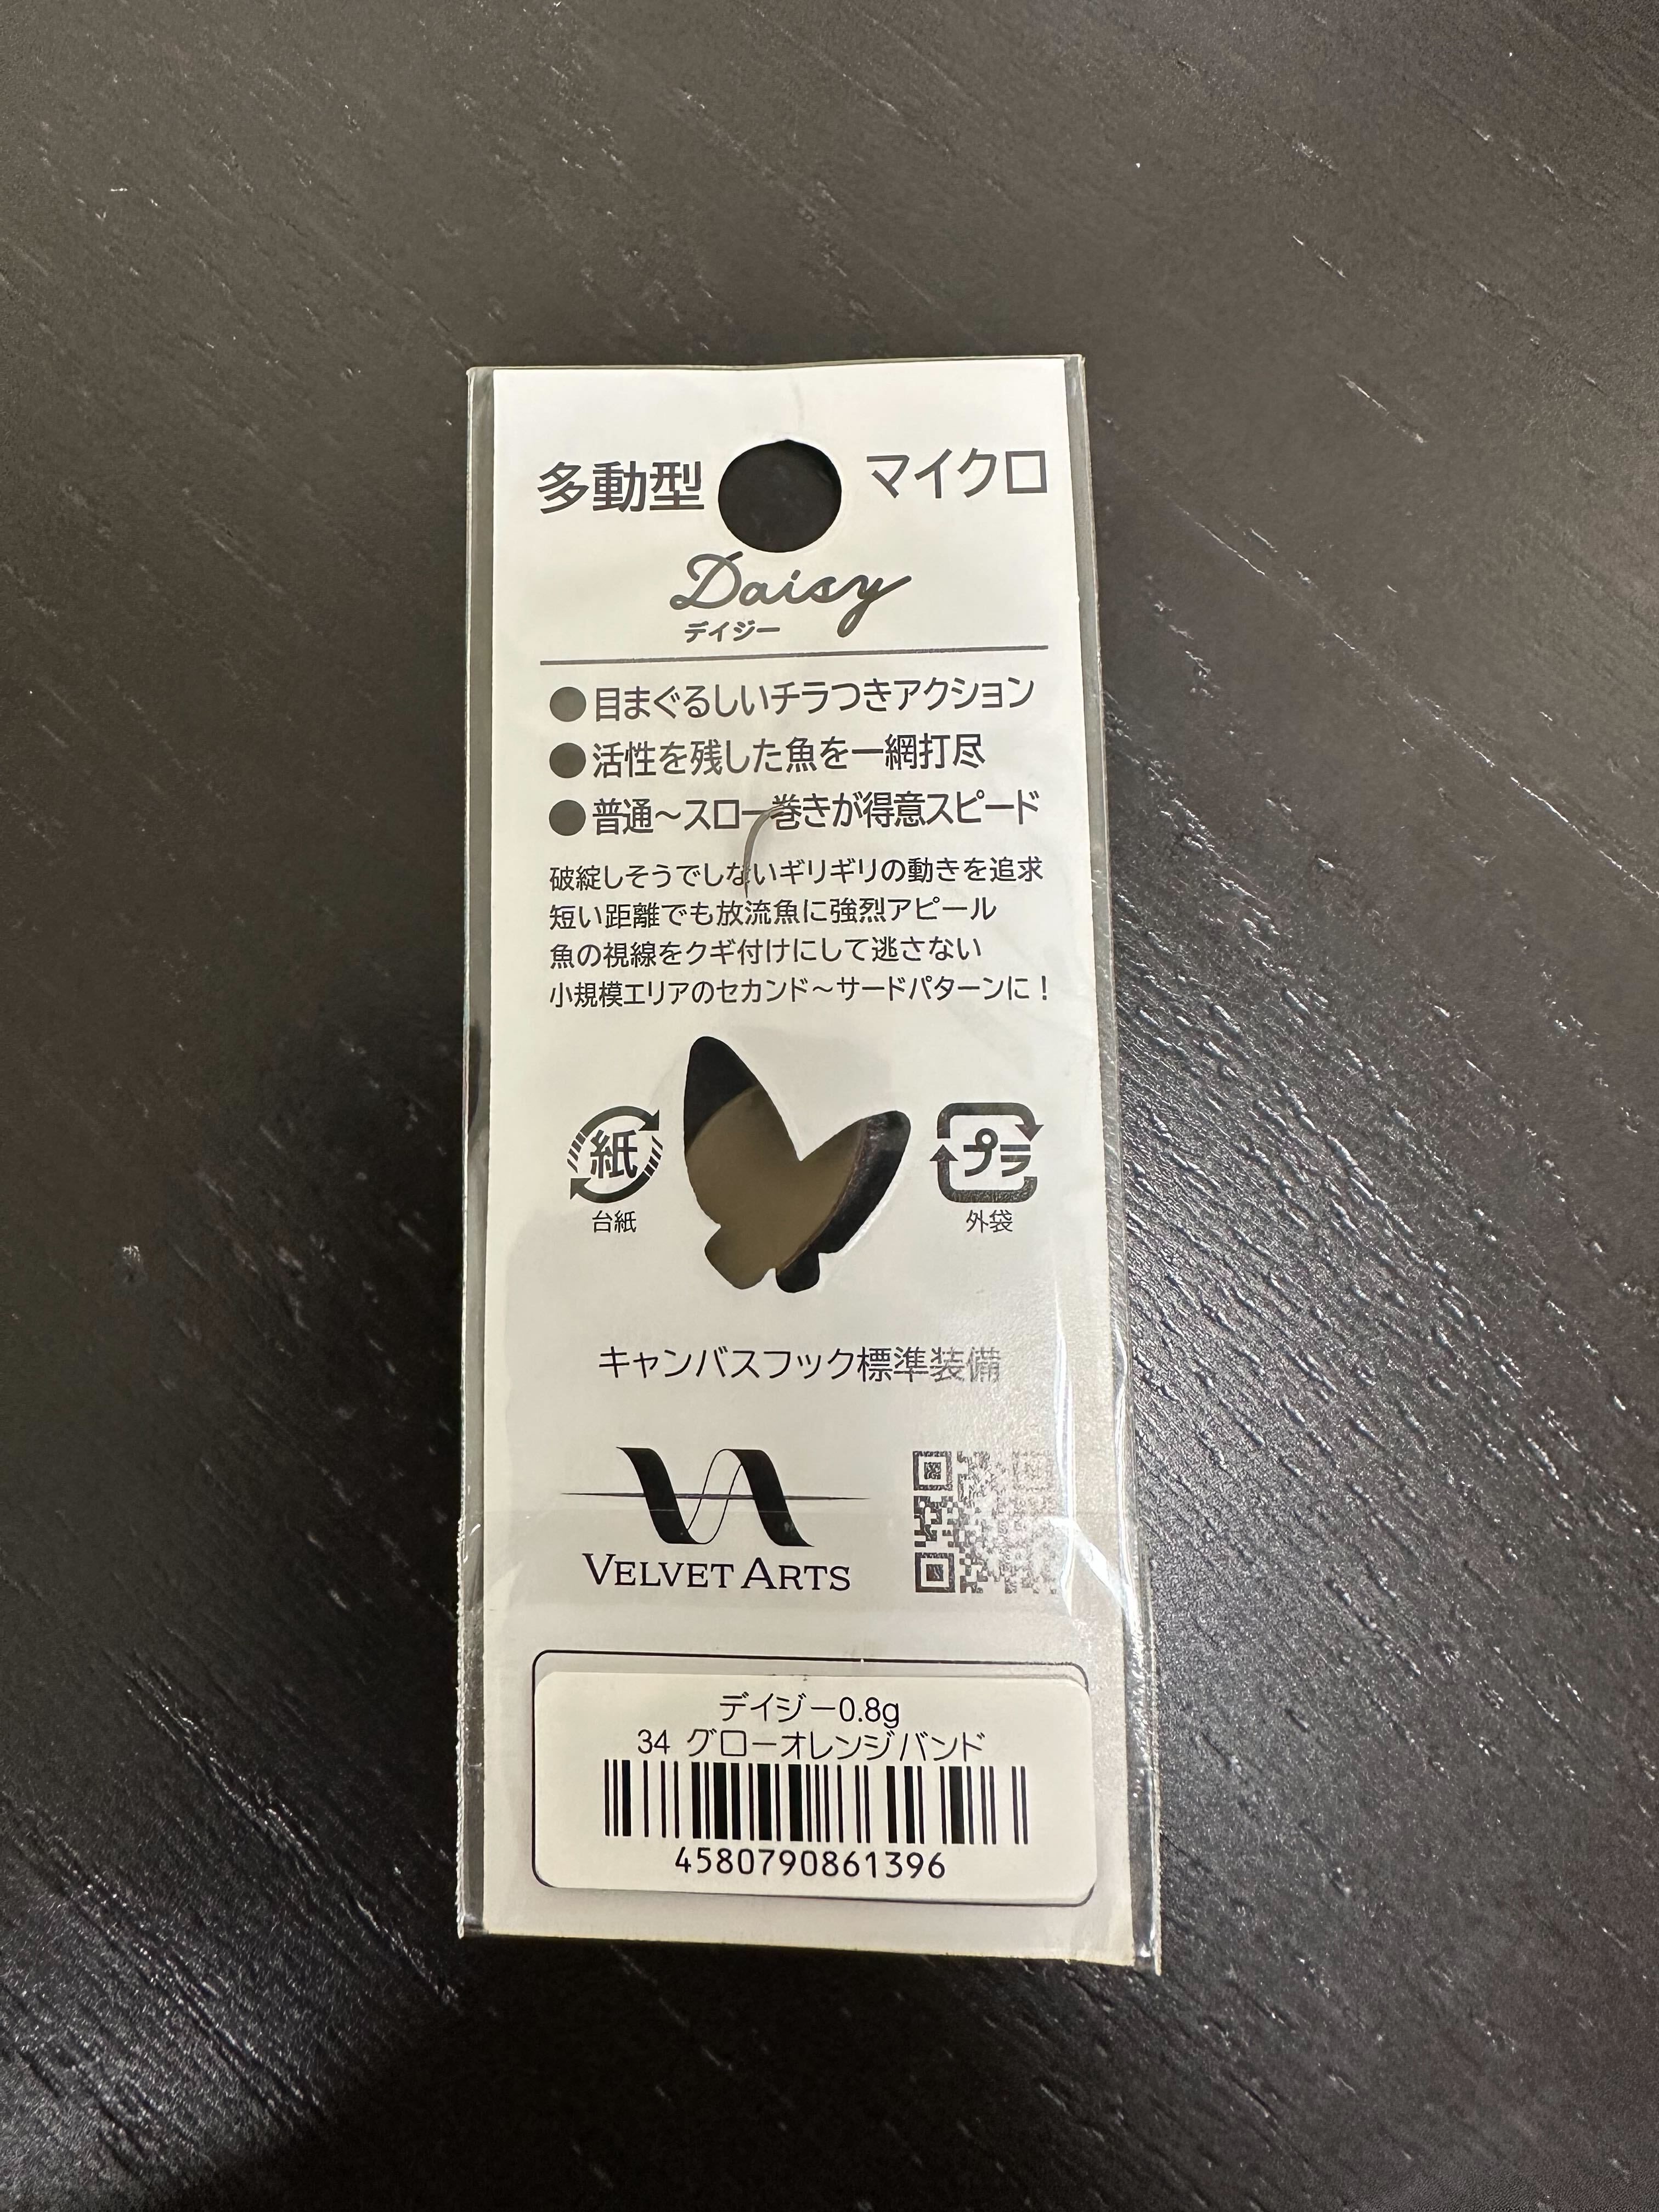 多動型 マイクロ
Daisy
デイジー
●目まぐるしいチラつきアクション
●活性を残した魚を一網打尽
●普通～スロー巻きが得意スピード
破綻しそうでしないギリギリの動きを追求
短い距離でも放流魚に強烈アピール
魚の視線をクギ付けにして逃さない
小規模エリアのセカンド～サードパターンに！
紙
台紙
プラ
外袋
キャンバスフック標準装備
VELVET ARTS
デイジー0.8g
34 グローオレンジバンド
4580790861396